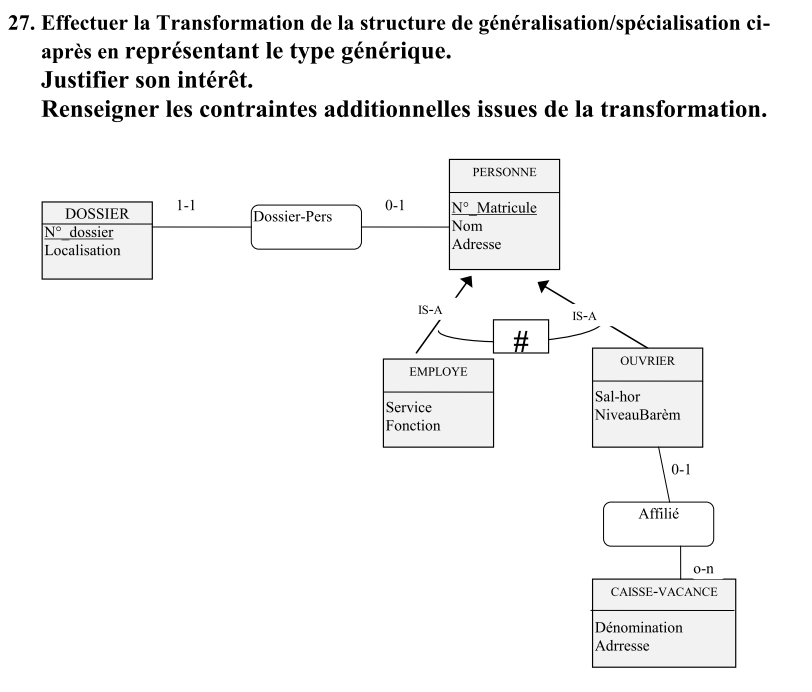 27. Effectuer la Transformation de la structure de généralisation/spécialisation ci-
après en représentant le type générique.
Justifier son intérêt.
Renseigner les contraintes additionnelles issues de la transformation.
PERSONNE
N°_Matricule
Nom
Adresse
DOSSIER
N°_dossier
Localisation
1-1
Dossier-Pers
0-1
IS-A
IS-A
#
EMPLOYE
Service
Fonction
OUVRIER
Sal-hor
NiveauBarèm
0-1
Affilié
o-n
CAISSE-VACANCE
Dénomination
Adrresse